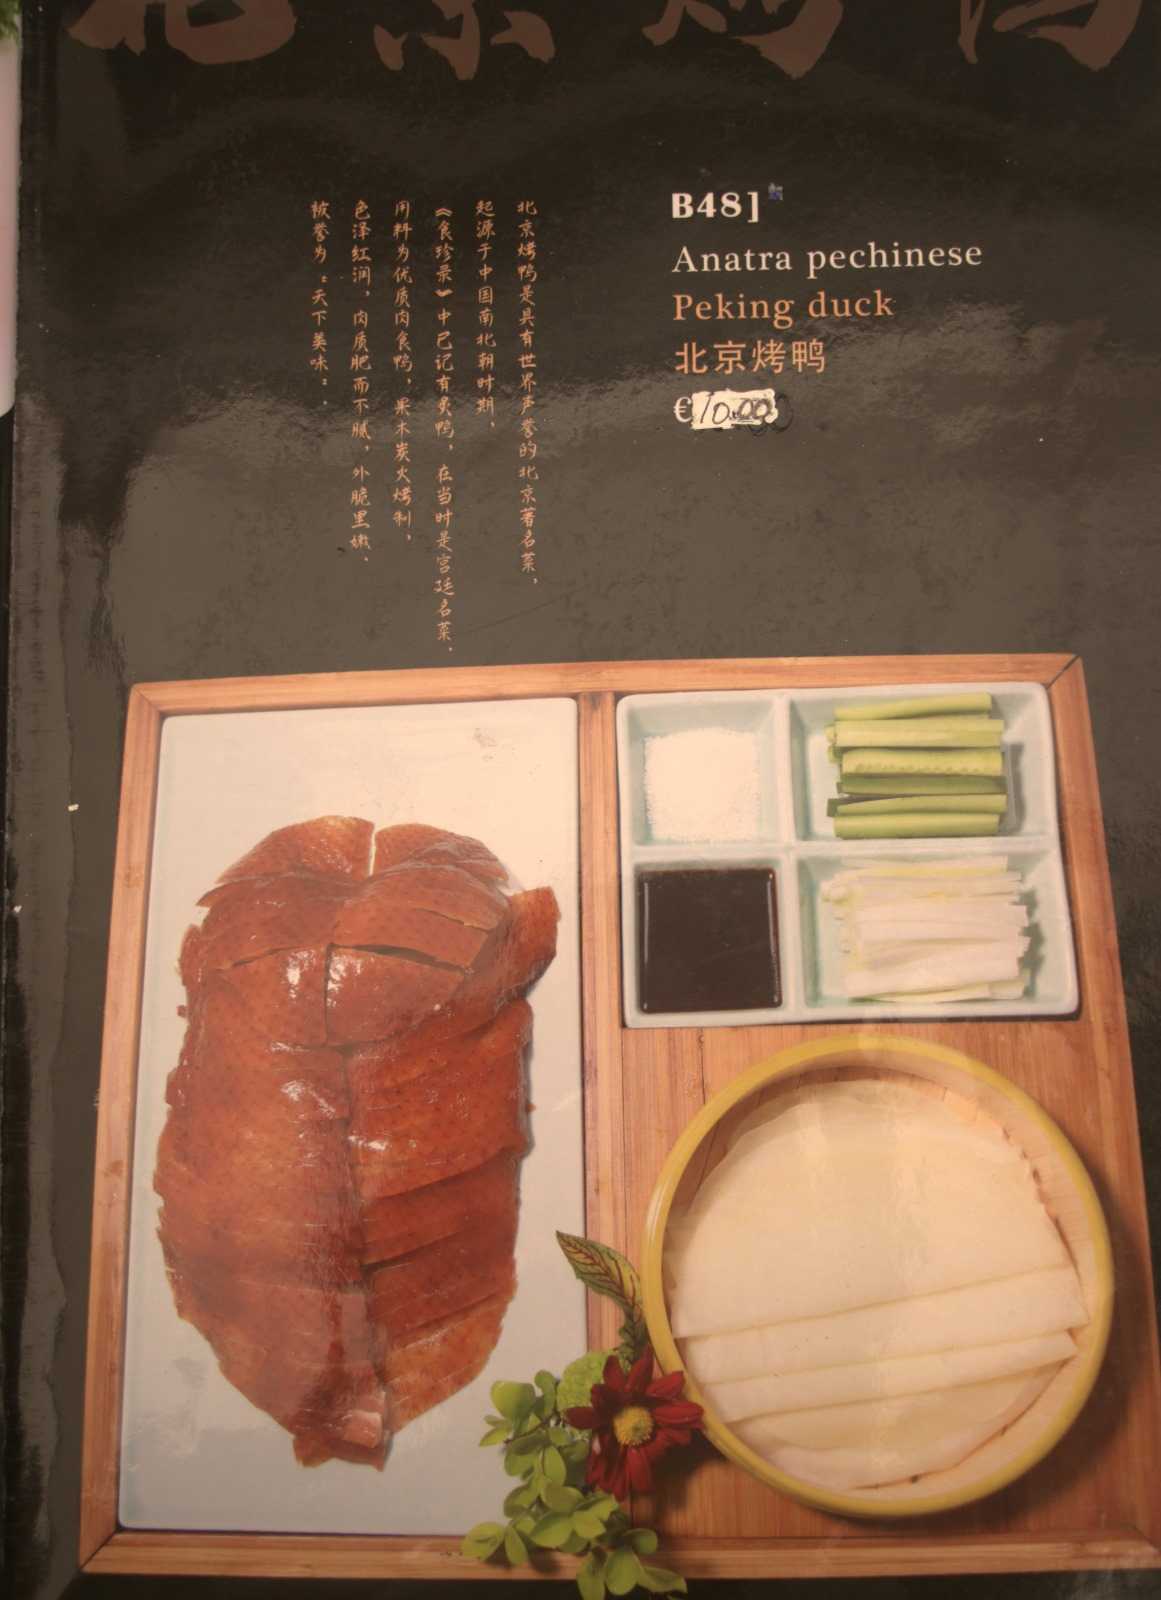 北京烤鸭
B48]
Anatra pechinese
Peking duck
北京烤鸭
€10.00
北京烤鸭是具有世界声誉的北京著名菜，
起源于中国南北朝时期，
《食珍录》中已记有炙鸭，在当时是宫廷名菜。
用料为优质肉食鸭，果木炭火烤制，
色泽红润，肉质肥而不腻，外脆里嫩，
被誉为“天下美味”。